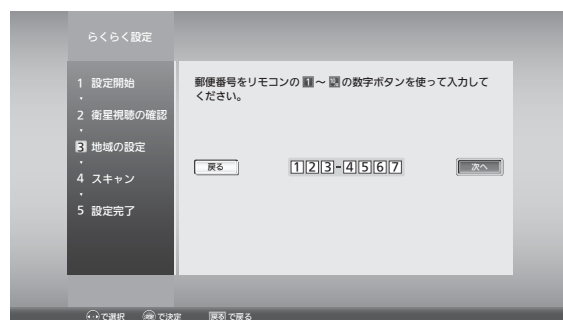 らくらく設定
1 設定開始
2 衛星視聴の確認
3 地域の設定
4 スキャン
5 設定完了
郵便番号をリモコンの 1 ～ の数字ボタンを使って入力して
ください。
戻る
123-4567
次へ
で選択 で決定 戻る で戻る